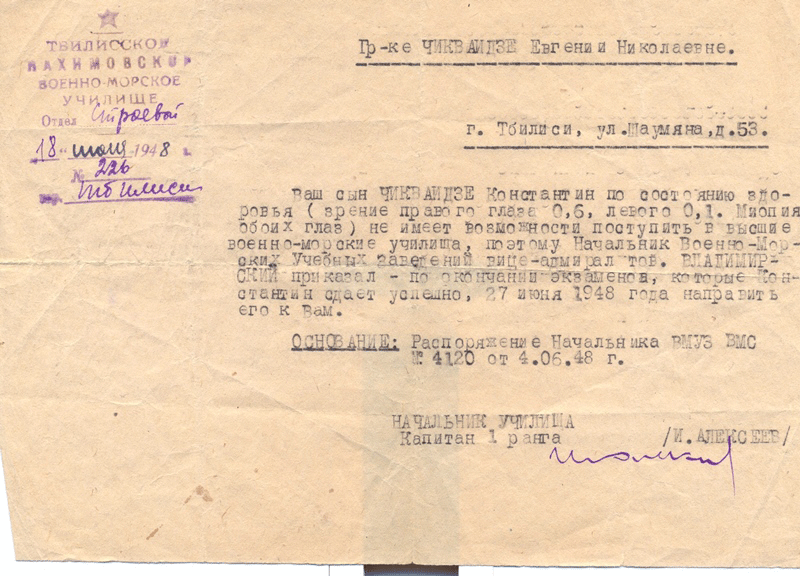 ТБИЛИССКОЕ
НАХИМОВСКОЕ
ВОЕННО-МОРСКОЕ
УЧИЛИЩЕ
Отдел Строевой
18 " июня 1948 г.
№ 226
гор. Тбилиси
Гр-ке ЧИКВАИДЗЕ Евгении Николаевне.
г. Тбилиси, ул.Шаумяна,д.53.
Ваш сын ЧИКВАИДЗЕ Константин по состоянию здо-
ровья ( зрение правого глаза 0,6, левого 0,1. Миопия
обоих глаз) не имеет возможности поступить в высшие
военно-морские училища, поэтому Начальник Военно-Мор-
ских Учебных заведений вице-адмирал тов. ВЛАДИМИР-
СКИЙ приказал - по окончании экзаменов, которые Кон-
стантин сдает успешно, 27 июня 1948 года направить
его к Вам.
ОСНОВАНИЕ: Распоряжение Начальника ВМУЗ ВМС
№ 4120 от 4.06.48 г.
НАЧАЛЬНИК УЧИЛИЩА
Капитан 1 ранга /И.АЛЕКСЕЕВ/